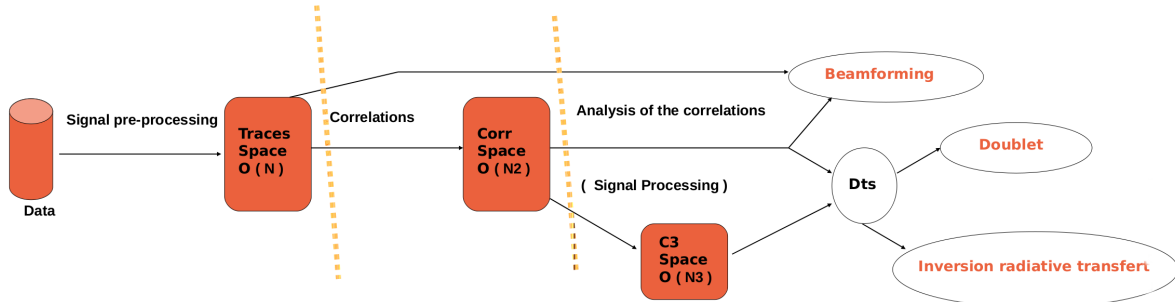 Beamforming
Signal pre-processing
Correlations
Analysis of the correlations
Traces
Space
O ( N )
Corr
Space
O ( N2 )
Doublet
( Signal Processing )
Dts
Data
C3
Space
O ( N3 )
Inversion radiative transfert